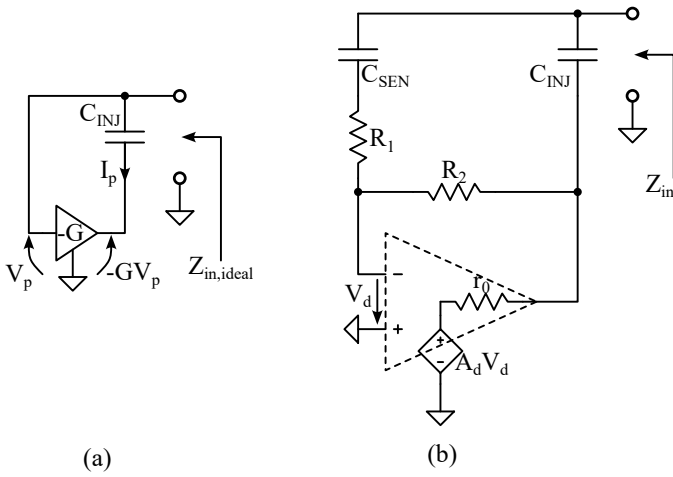 C_INJ
I_p
-G
V_p
-GV_p
Z_in,ideal
(a)
C_SEN
C_INJ
R_1
R_2
Z_in
V_d
−
+
r_0
+
−
A_dV_d
(b)